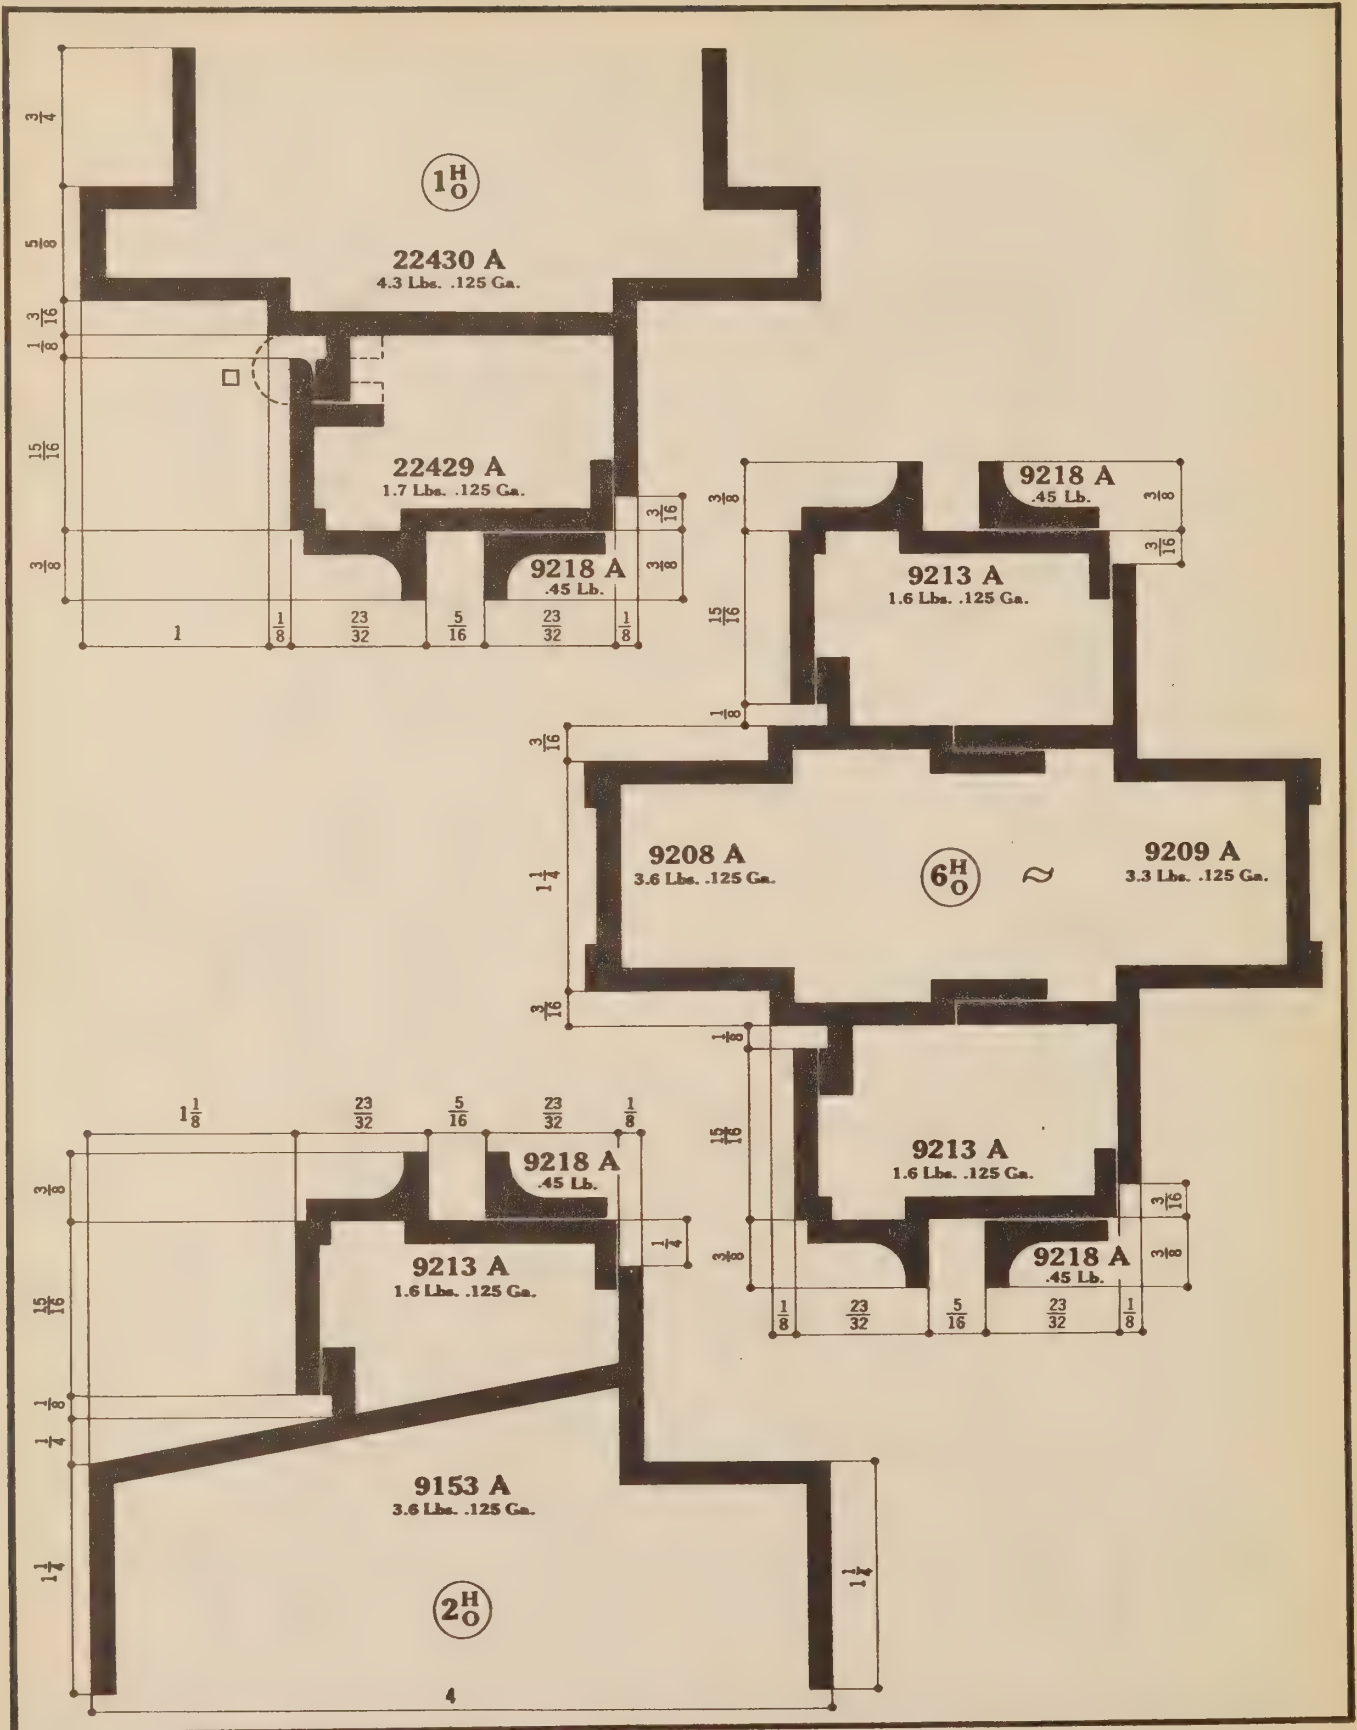 3/4
1 H/O
5/8
22430 A
4.3 Lbs. .125 Ga.
3/16
1/8
15/16
22429 A
1.7 Lbs. .125 Ga.
3/16
3/8
9218 A
.45 Lb.
3/8
1
1/8
23/32
5/16
23/32
1/8
3/8
9218 A
.45 Lb.
3/8
3/16
9213 A
1.6 Lbs. .125 Ga.
15/16
1/8
3/16
9208 A
3.6 Lbs. .125 Ga.
1 1/4
6 H/O
≈
9209 A
3.3 Lbs. .125 Ga.
3/16
1/8
15/16
9213 A
1.6 Lbs. .125 Ga.
3/16
3/8
9218 A
.45 Lb.
3/8
1/8
23/32
5/16
23/32
1/8
1 1/8
23/32
5/16
23/32
1/8
3/8
9218 A
.45 Lb.
1/4
9213 A
1.6 Lbs. .125 Ga.
15/16
1/8
1/4
9153 A
3.6 Lbs. .125 Ga.
1 1/4
1 1/4
2 H/O
4